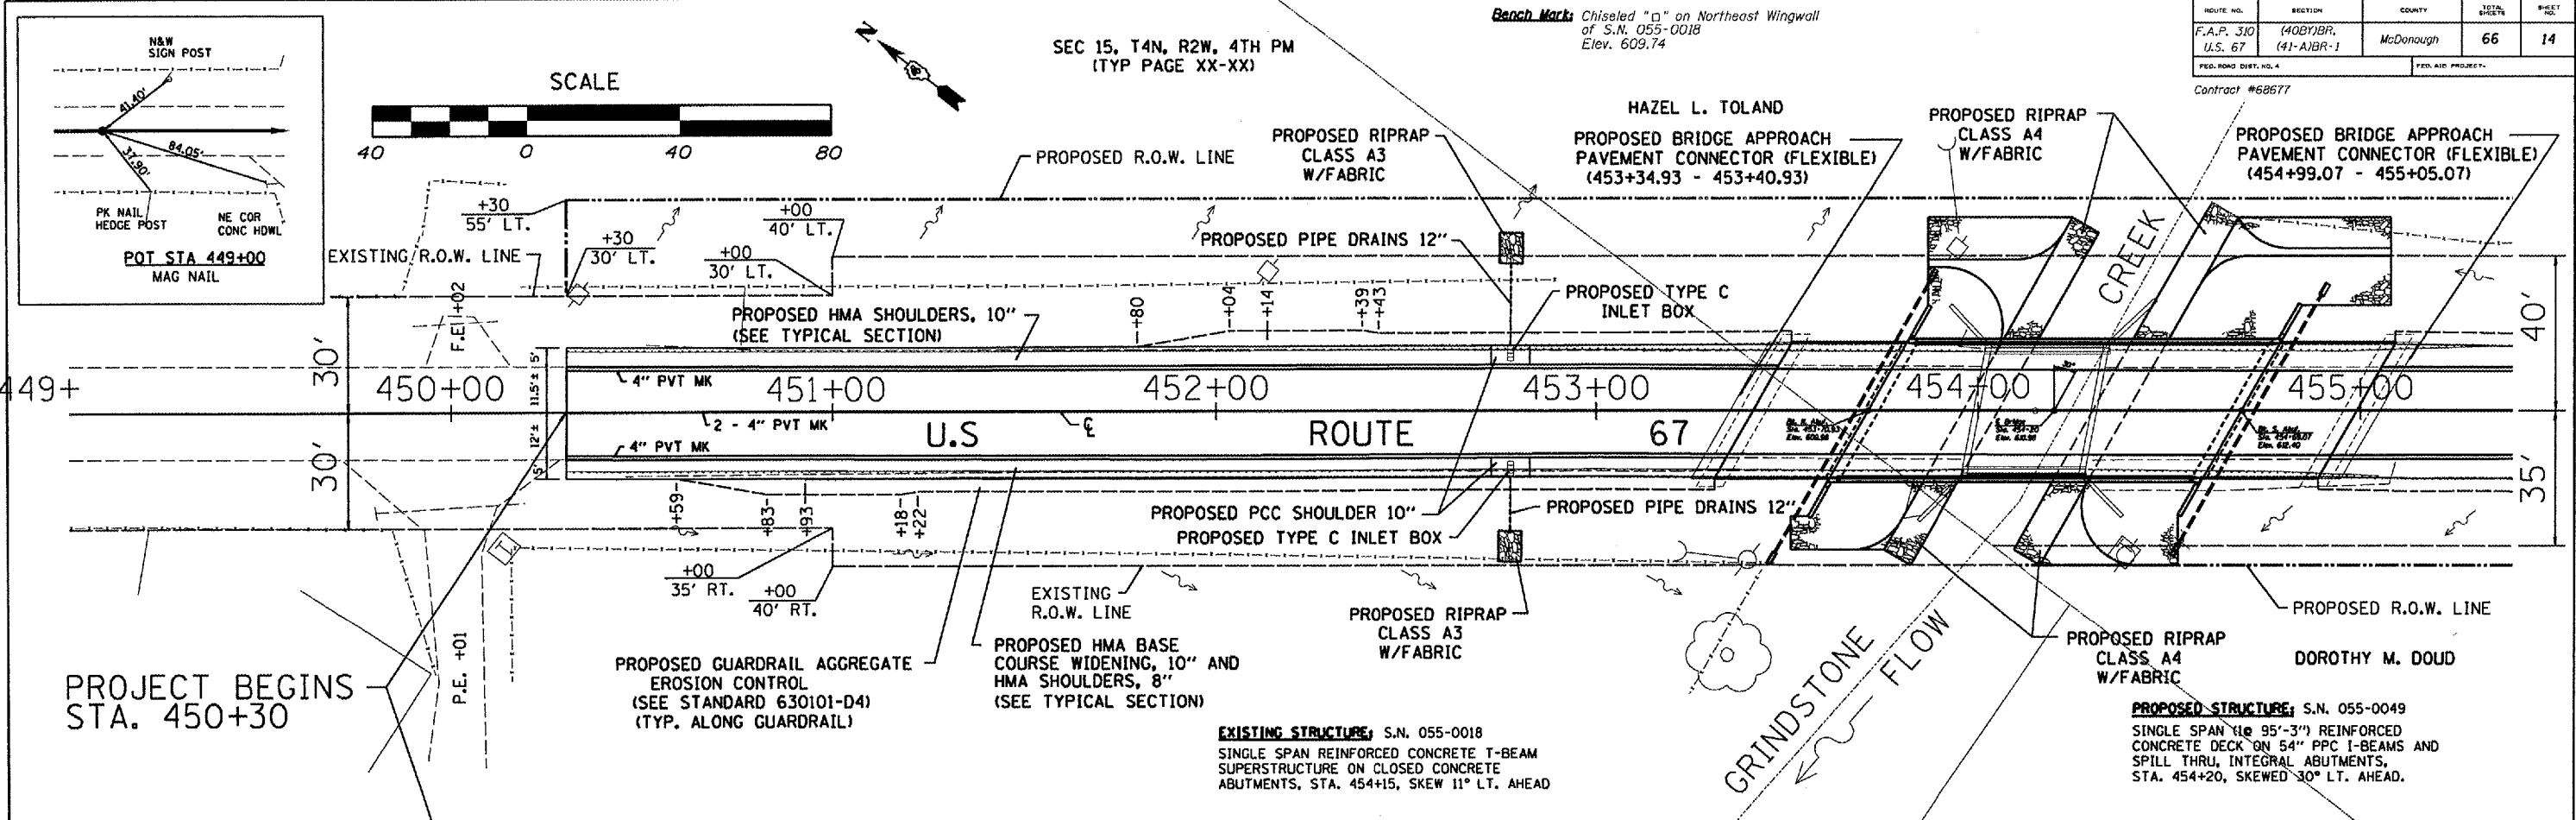 N&W
SIGN POST
41.40'
84.05'
37.90'
PK NAIL
HEDGE POST
NE COR
CONC HDWL
POT STA 449+00
MAG NAIL
SCALE
40 0 40 80
N
SEC 15, T4N, R2W, 4TH PM
(TYP PAGE XX-XX)
Bench Mark: Chiseled "□" on Northeast Wingwall
of S.N. 055-0018
Elev. 609.74
ROUTE NO. SECTION COUNTY TOTAL SHEETS SHEET NO.
F.A.P. 310 (40BY)BR, McDonough 66 14
U.S. 67 (41-A)BR-1
FED. ROAD DIST. NO. 4 FED. AID PROJECT-
Contract #68677
HAZEL L. TOLAND
PROPOSED BRIDGE APPROACH
PAVEMENT CONNECTOR (FLEXIBLE)
(453+34.93 - 453+40.93)
PROPOSED RIPRAP
CLASS A4
W/FABRIC
PROPOSED BRIDGE APPROACH
PAVEMENT CONNECTOR (FLEXIBLE)
(454+99.07 - 455+05.07)
PROPOSED RIPRAP
CLASS A3
W/FABRIC
PROPOSED R.O.W. LINE
+30
55' LT.
+30
30' LT.
+00
40' LT.
+00
30' LT.
EXISTING R.O.W. LINE
PROPOSED PIPE DRAINS 12"
PROPOSED TYPE C
INLET BOX
PROPOSED HMA SHOULDERS, 10"
(SEE TYPICAL SECTION)
F.E. +02
+80
+04
+14
+39
+43
CREEK
30'
30'
40'
35'
5'
11.5'±
12'±
5'
449+
450+00
451+00
452+00
453+00
454+00
455+00
4" PVT MK
2 - 4" PVT MK
4" PVT MK
℄
U.S ROUTE 67
30°
+59
+83
+93
+18
+22
PROPOSED PCC SHOULDER 10"
PROPOSED TYPE C INLET BOX
PROPOSED PIPE DRAINS 12"
+00
35' RT.
+00
40' RT.
EXISTING
R.O.W. LINE
PROPOSED RIPRAP
CLASS A3
W/FABRIC
P.E. +01
PROJECT BEGINS
STA. 450+30
PROPOSED GUARDRAIL AGGREGATE
EROSION CONTROL
(SEE STANDARD 630101-D4)
(TYP. ALONG GUARDRAIL)
PROPOSED HMA BASE
COURSE WIDENING, 10" AND
HMA SHOULDERS, 8"
(SEE TYPICAL SECTION)
GRINDSTONE
FLOW
PROPOSED R.O.W. LINE
PROPOSED RIPRAP
CLASS A4
W/FABRIC
DOROTHY M. DOUD
EXISTING STRUCTURE: S.N. 055-0018
SINGLE SPAN REINFORCED CONCRETE T-BEAM
SUPERSTRUCTURE ON CLOSED CONCRETE
ABUTMENTS, STA. 454+15, SKEW 11° LT. AHEAD
PROPOSED STRUCTURE: S.N. 055-0049
SINGLE SPAN (1@ 95'-3") REINFORCED
CONCRETE DECK ON 54" PPC I-BEAMS AND
SPILL THRU, INTEGRAL ABUTMENTS,
STA. 454+20, SKEWED 30° LT. AHEAD.